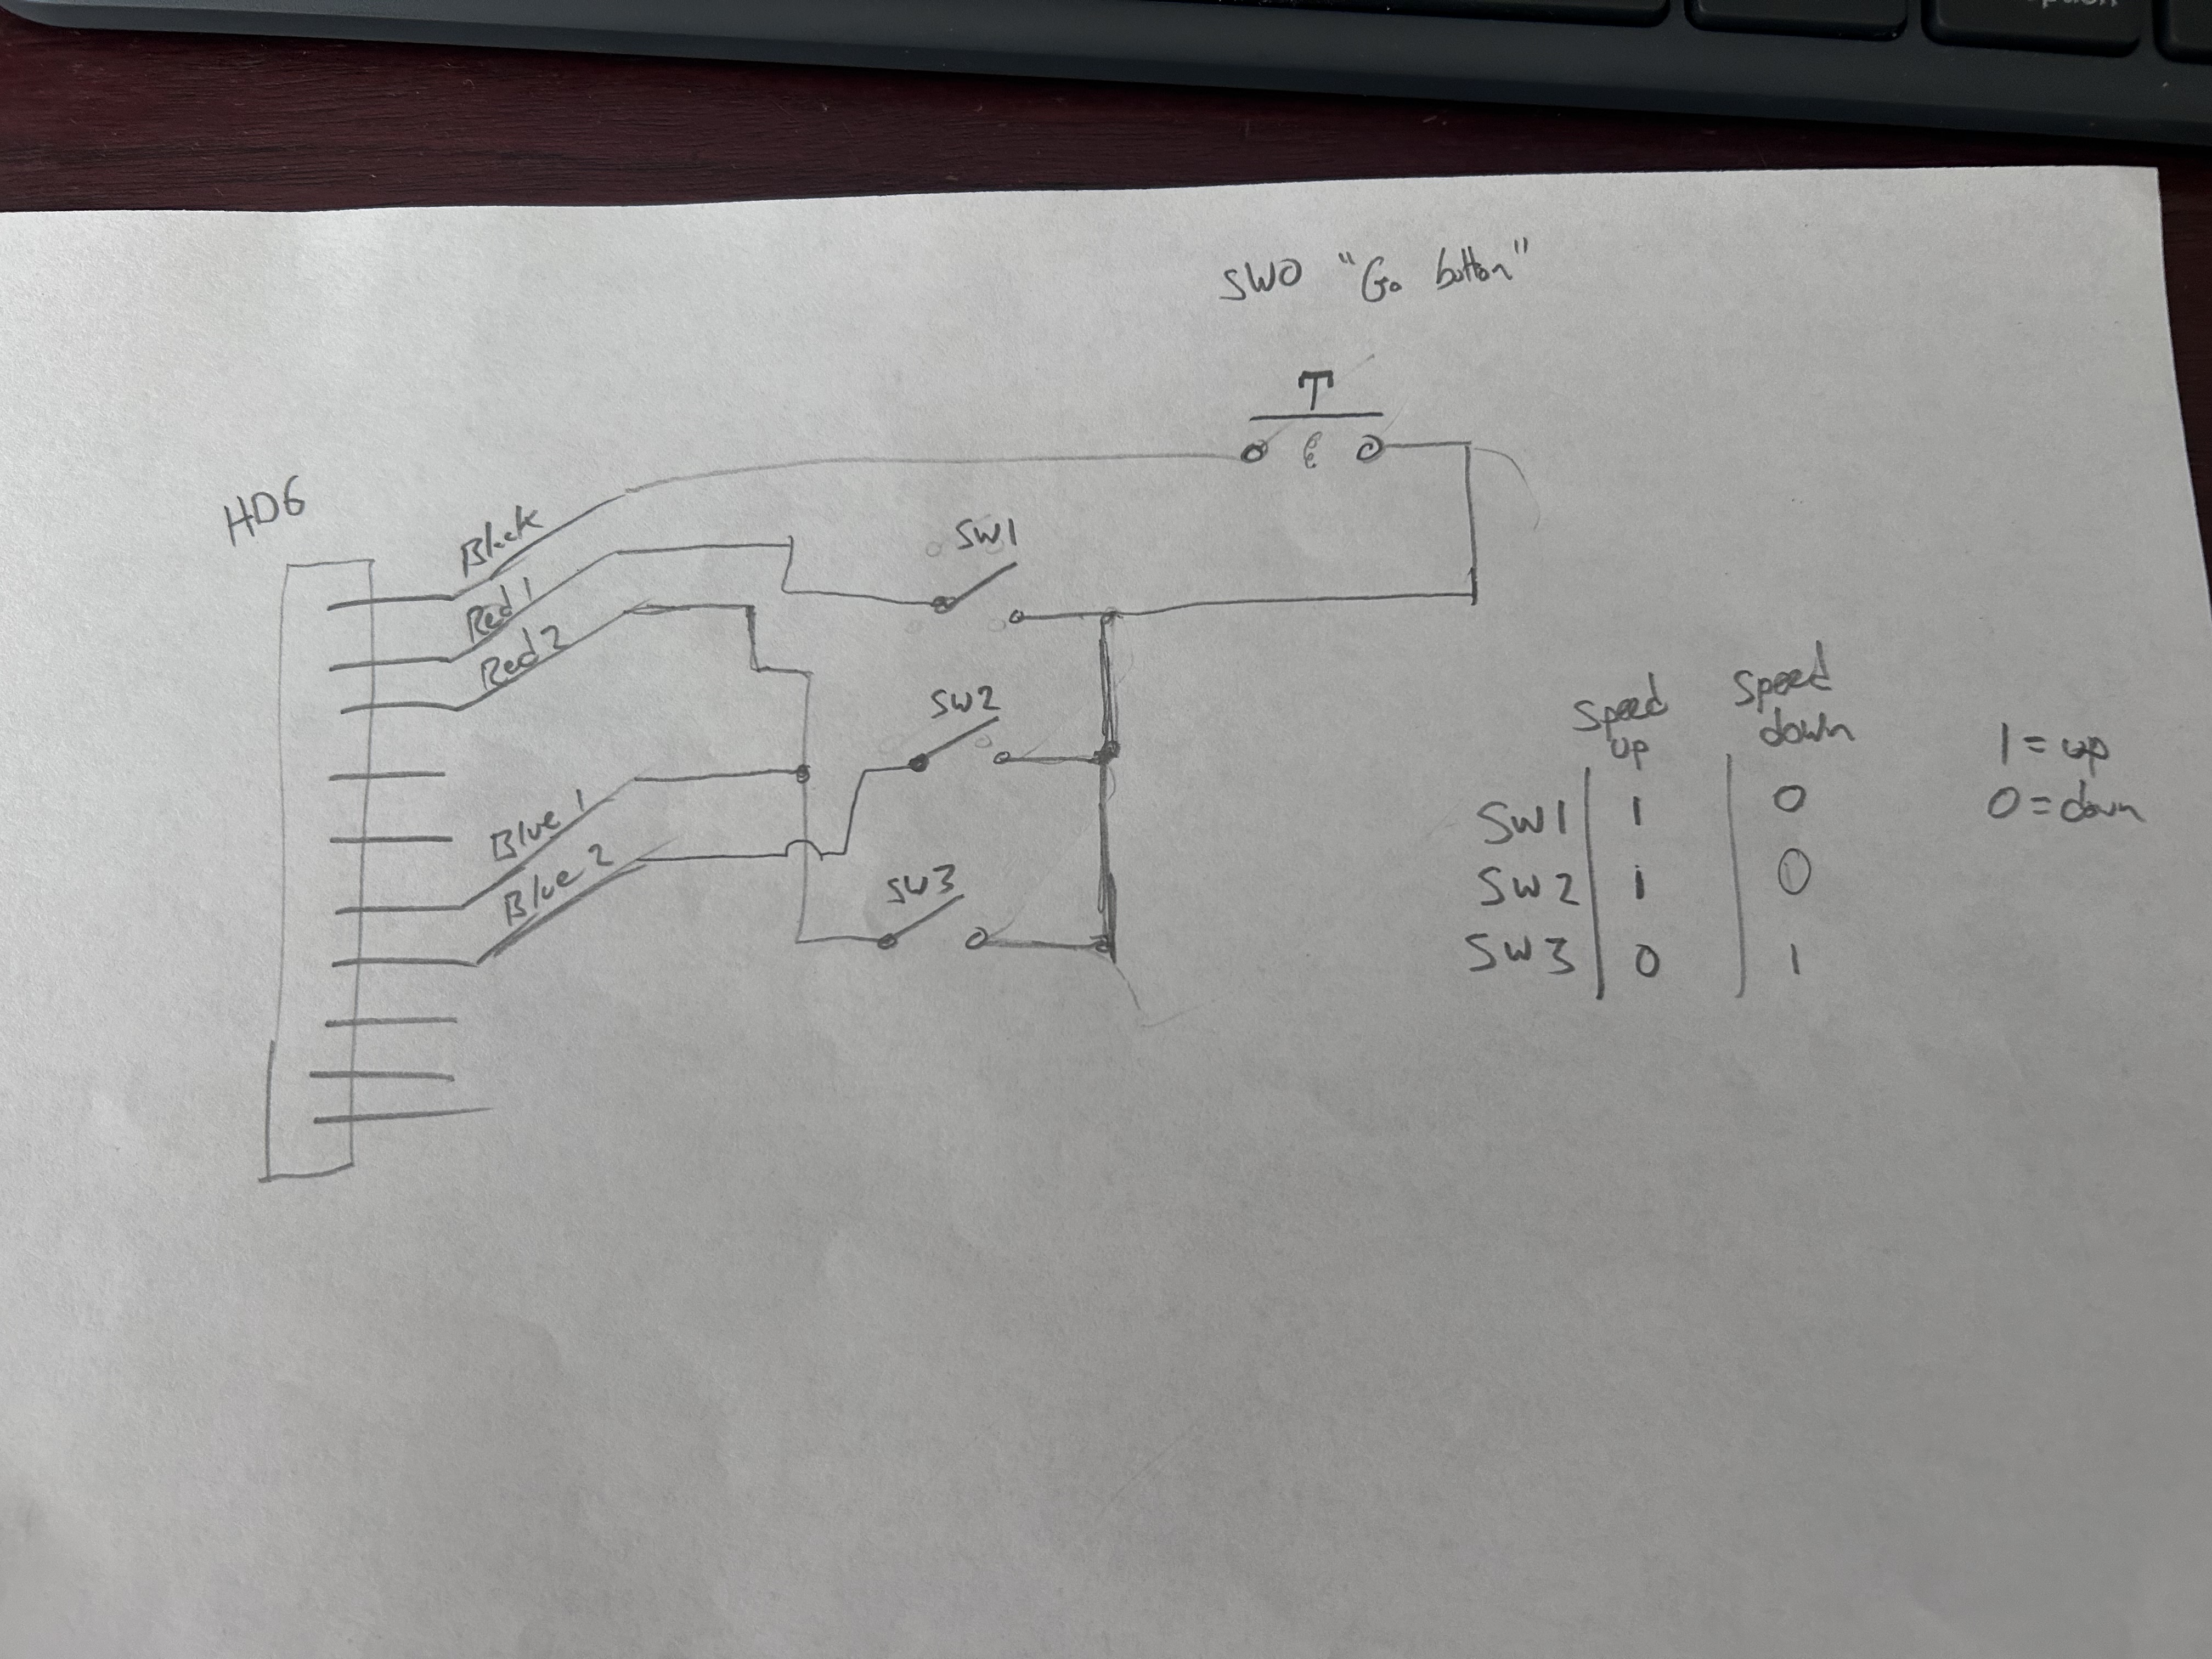 HD6
Black
Red 1
Red 2
Blue 1
Blue 2
SW1
SW2
SW3
SW0 "Go button"
Speed up
Speed down
SW1 1 0
SW2 1 0
SW3 0 1
1 = up
0 = down